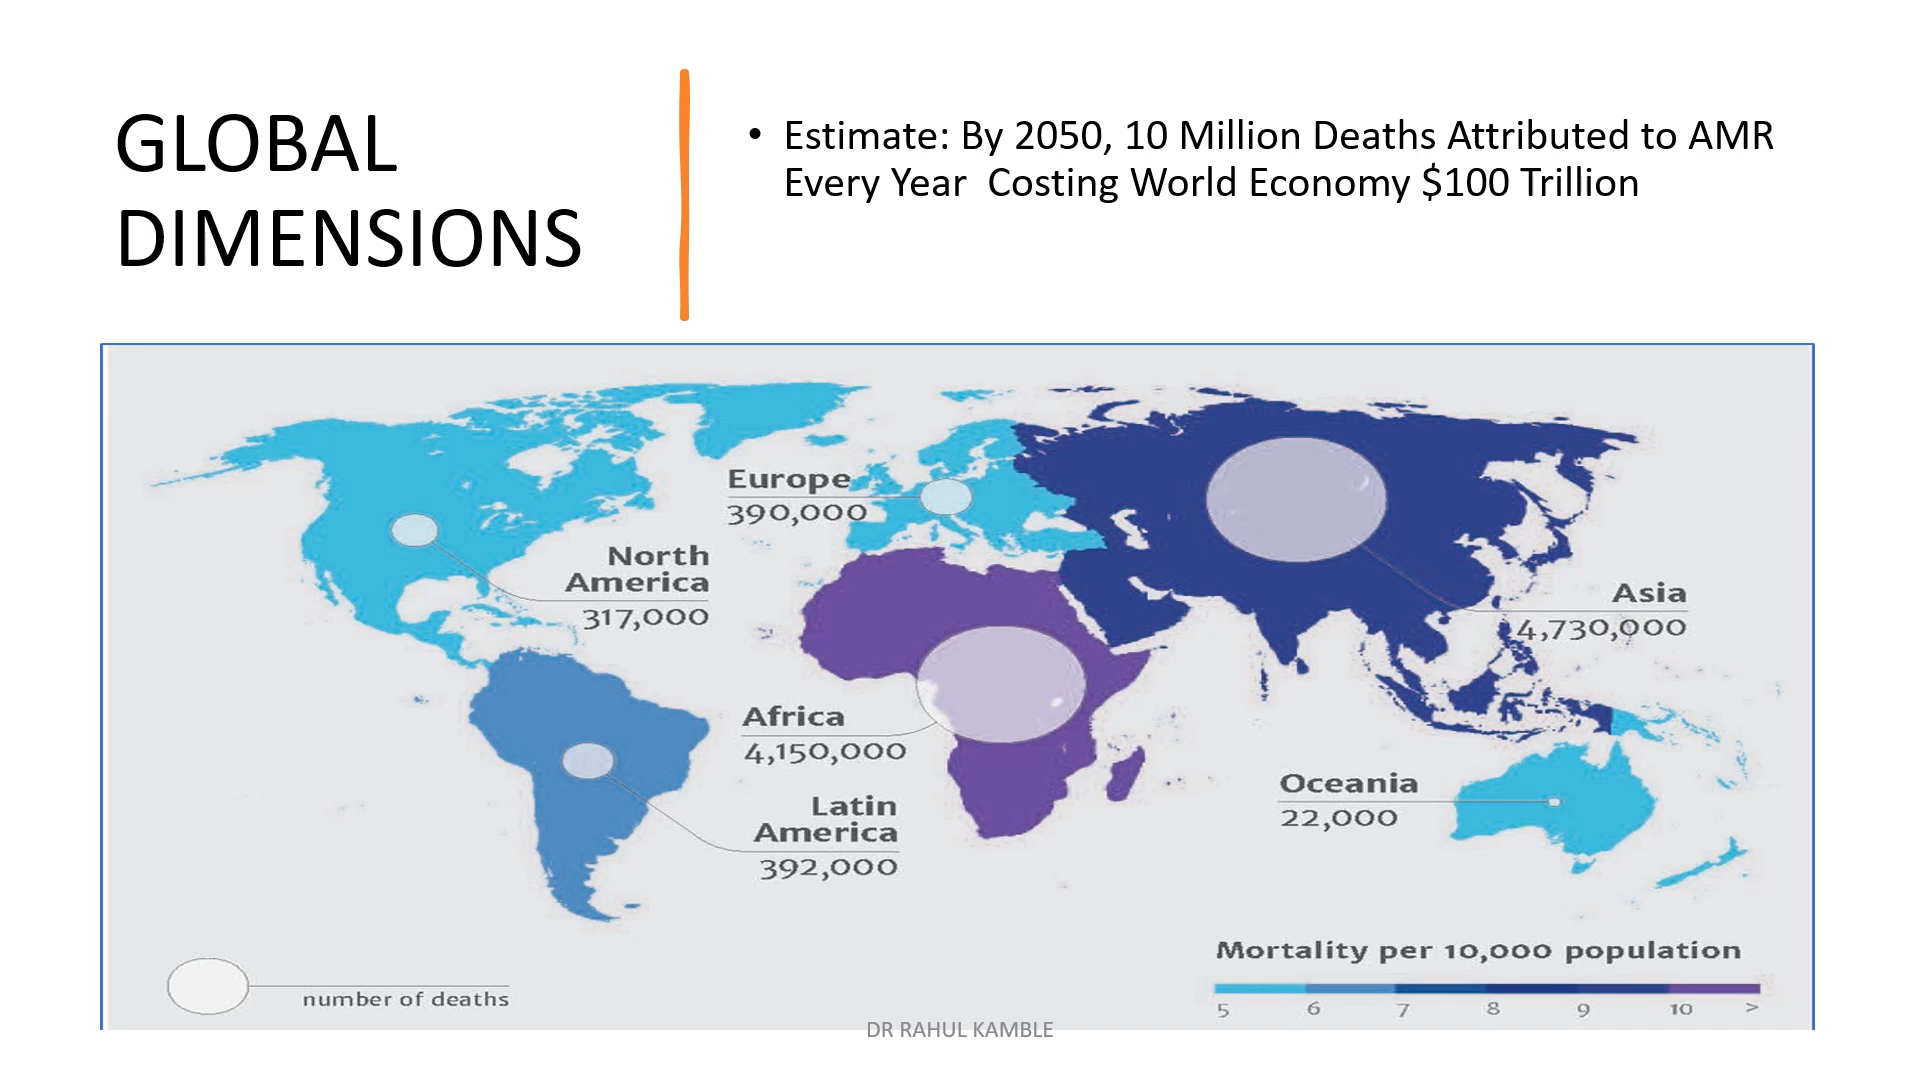 GLOBAL
DIMENSIONS
• Estimate: By 2050, 10 Million Deaths Attributed to AMR
Every Year  Costing World Economy $100 Trillion
Europe
390,000
North
America
317,000
Asia
4,730,000
Africa
4,150,000
Latin
America
392,000
Oceania
22,000
Mortality per 10,000 population
5 6 7 8 9 10 >
number of deaths
DR RAHUL KAMBLE